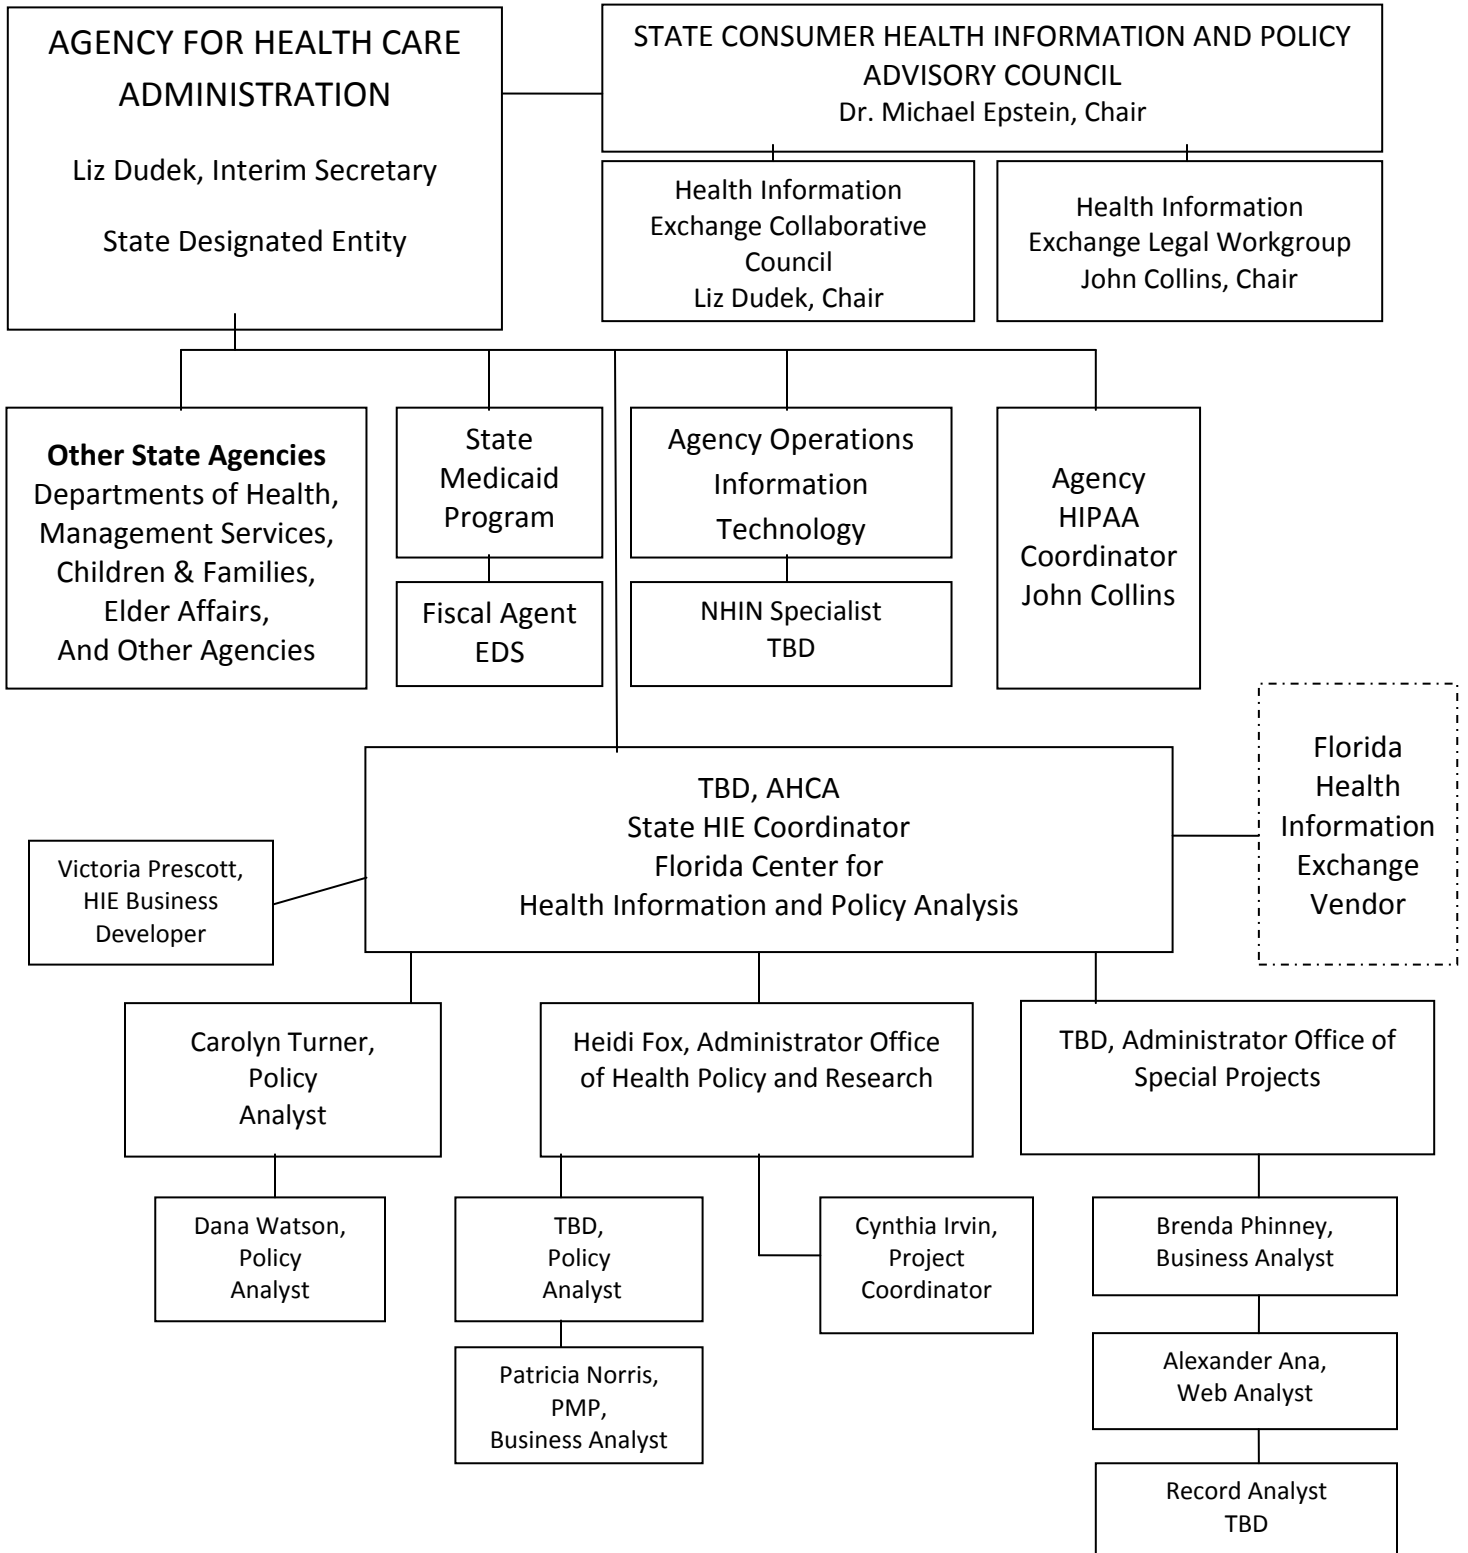 AGENCY FOR HEALTH CARE
ADMINISTRATION
Liz Dudek, Interim Secretary
State Designated Entity
STATE CONSUMER HEALTH INFORMATION AND POLICY
ADVISORY COUNCIL
Dr. Michael Epstein, Chair
Health Information
Exchange Collaborative
Council
Liz Dudek, Chair
Health Information
Exchange Legal Workgroup
John Collins, Chair
Other State Agencies
Departments of Health,
Management Services,
Children & Families,
Elder Affairs,
And Other Agencies
State
Medicaid
Program
Fiscal Agent
EDS
Agency Operations
Information
Technology
NHIN Specialist
TBD
Agency
HIPAA
Coordinator
John Collins
TBD, AHCA
State HIE Coordinator
Florida Center for
Health Information and Policy Analysis
Florida
Health
Information
Exchange
Vendor
Victoria Prescott,
HIE Business
Developer
Carolyn Turner,
Policy
Analyst
Heidi Fox, Administrator Office
of Health Policy and Research
TBD, Administrator Office of
Special Projects
Dana Watson,
Policy
Analyst
TBD,
Policy
Analyst
Cynthia Irvin,
Project
Coordinator
Brenda Phinney,
Business Analyst
Patricia Norris,
PMP,
Business Analyst
Alexander Ana,
Web Analyst
Record Analyst
TBD